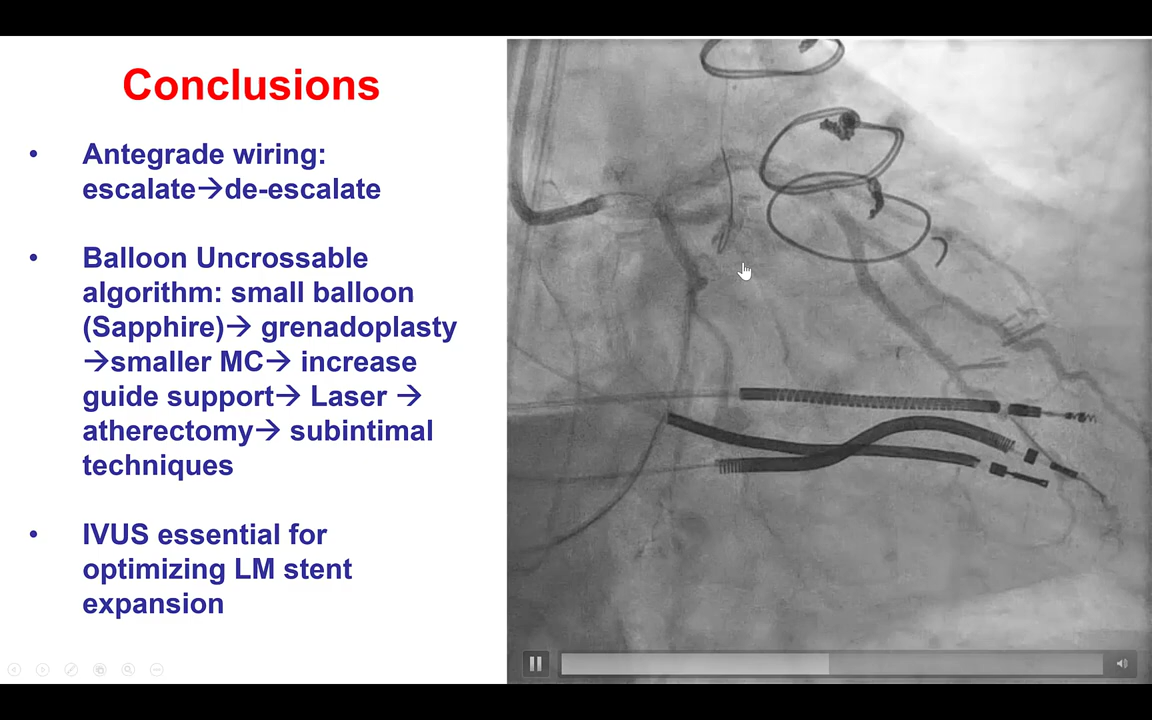 Conclusions
• Antegrade wiring:
escalate→de-escalate
• Balloon Uncrossable
algorithm: small balloon
(Sapphire)→ grenadoplasty
→smaller MC→ increase
guide support→ Laser →
atherectomy→ subintimal
techniques
• IVUS essential for
optimizing LM stent
expansion